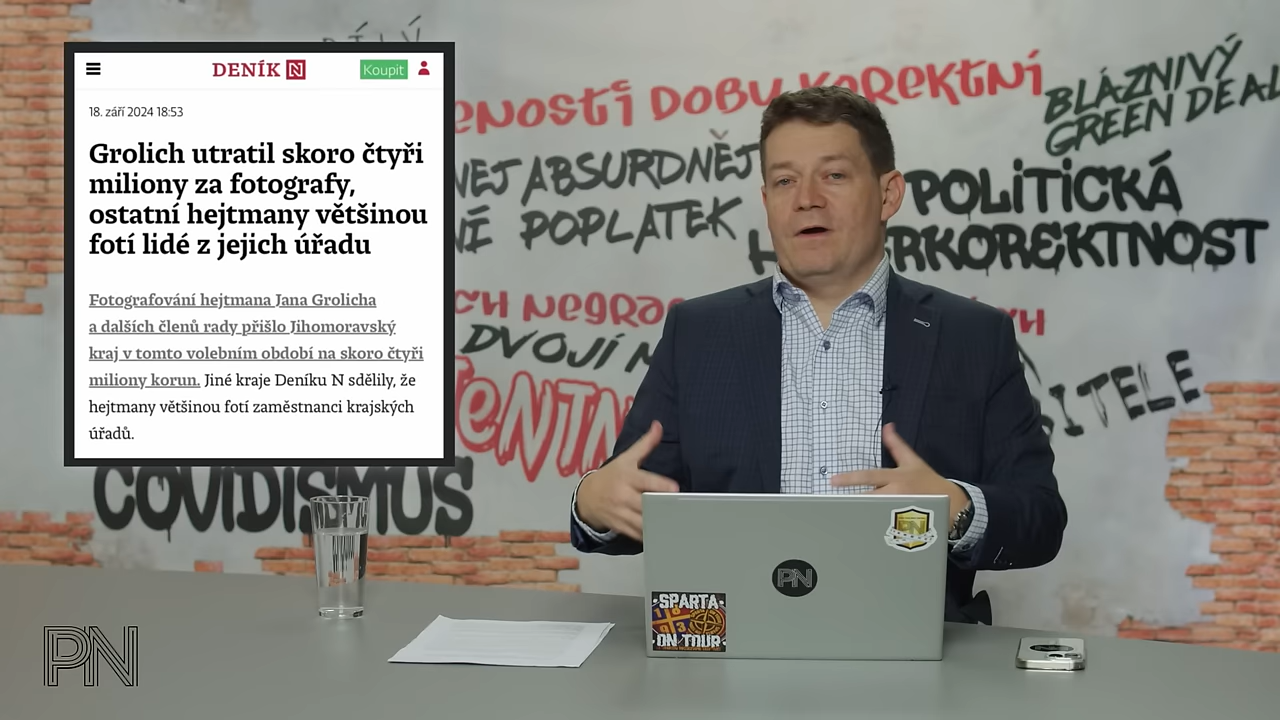 DENÍK N
Koupit
18. září 2024 18:53
Grolich utratil skoro čtyři
miliony za fotografy,
ostatní hejtmany většinou
fotí lidé z jejich úřadu
Fotografování hejtmana Jana Grolicha
a dalších členů rady přišlo Jihomoravský
kraj v tomto volebním období na skoro čtyři
miliony korun. Jiné kraje Deníku N sdělily, že
hejtmany většinou fotí zaměstnanci krajských
úřadů.
DOBU KOREKTNÍ
BLÁZNIVÝ
GREEN DEAL
ABSURDNĚJ
POPLATEK
POLITICKÁ
DVOJÍ
COVIDISMUS
PN
SPARTA
ON TOUR
PN